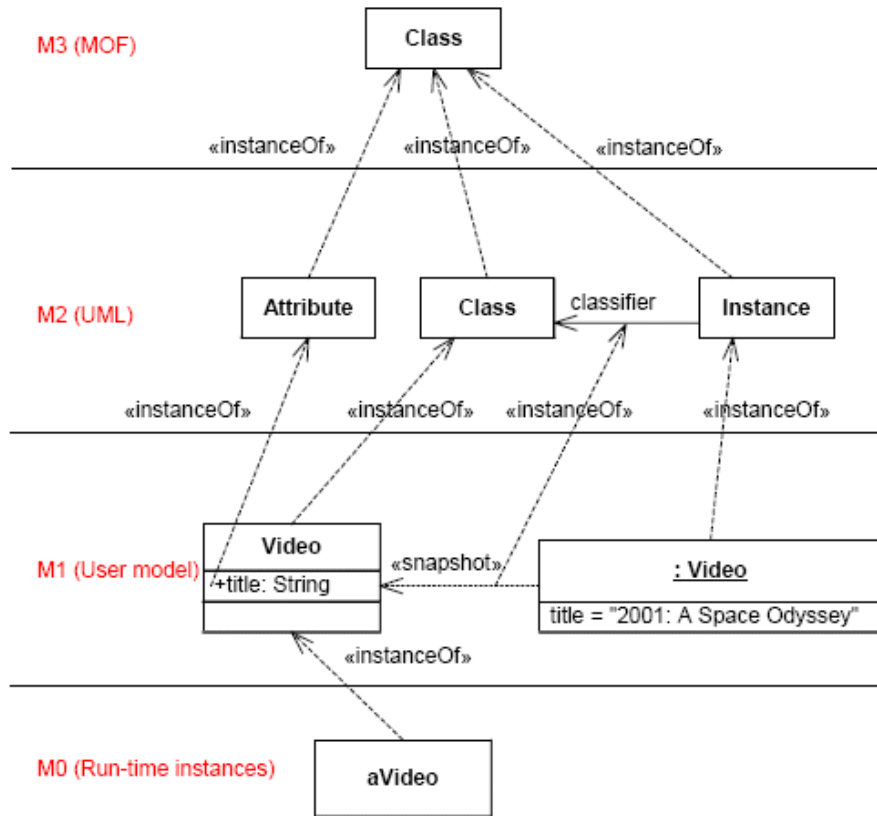 M3 (MOF)
Class
«instanceOf» «instanceOf» «instanceOf»
M2 (UML)
Attribute
Class
classifier
Instance
«instanceOf» «instanceOf» «instanceOf» «instanceOf»
M1 (User model)
Video
+title: String
«snapshot»
: Video
title = "2001: A Space Odyssey"
«instanceOf»
M0 (Run-time instances)
aVideo